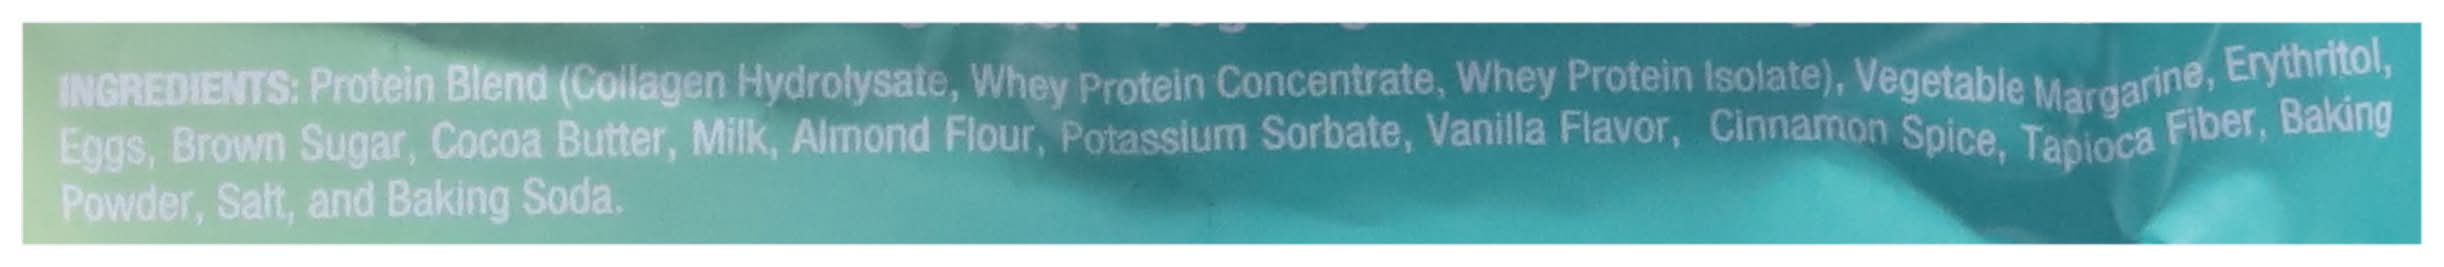 INGREDIENTS: Protein Blend (Collagen Hydrolysate, Whey Protein Concentrate, Whey Protein Isolate), Vegetable Margarine, Erythritol,
Eggs, Brown Sugar, Cocoa Butter, Milk, Almond Flour, Potassium Sorbate, Vanilla Flavor, Cinnamon Spice, Tapioca Fiber, Baking
Powder, Salt, and Baking Soda.